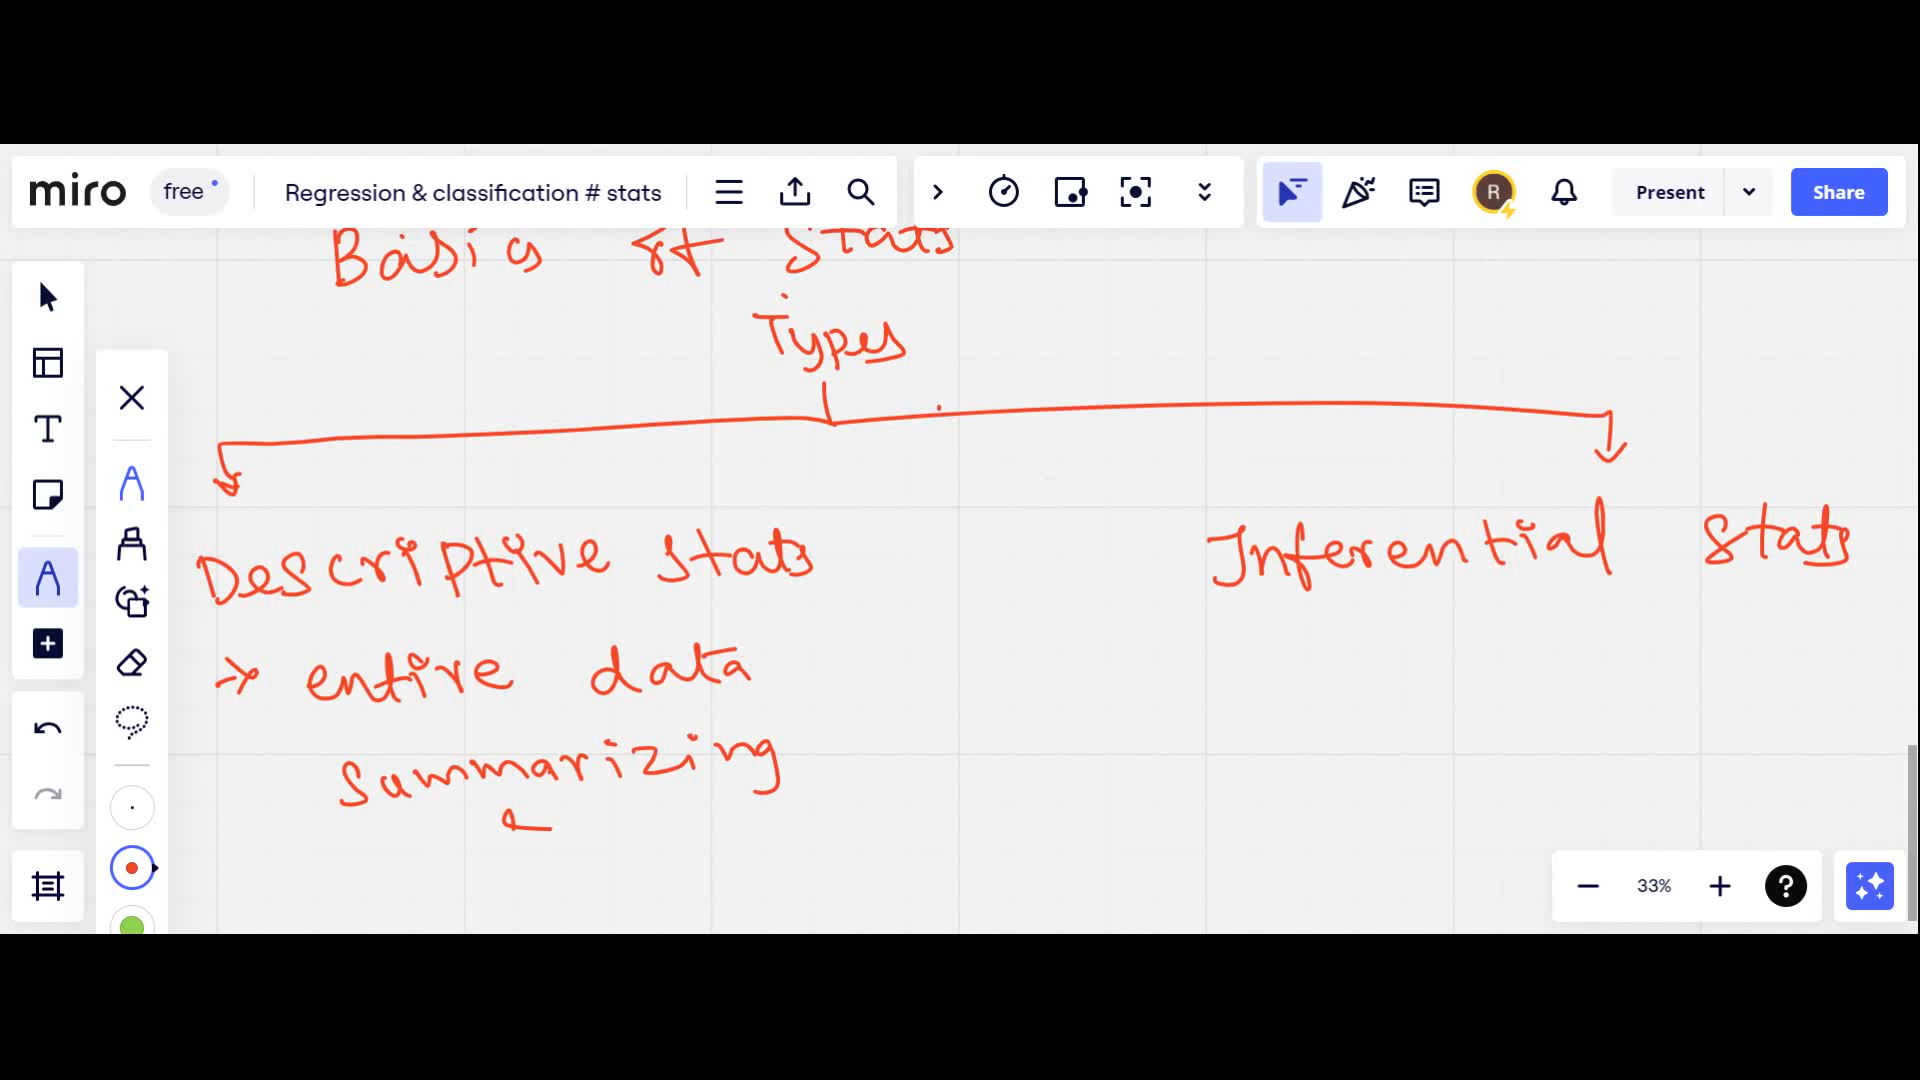 miro free Regression & classification # stats Present Share
Basics of Stats
Types
Descriptive Stats
Inferential Stats
→ entire data
Summarizing
33%